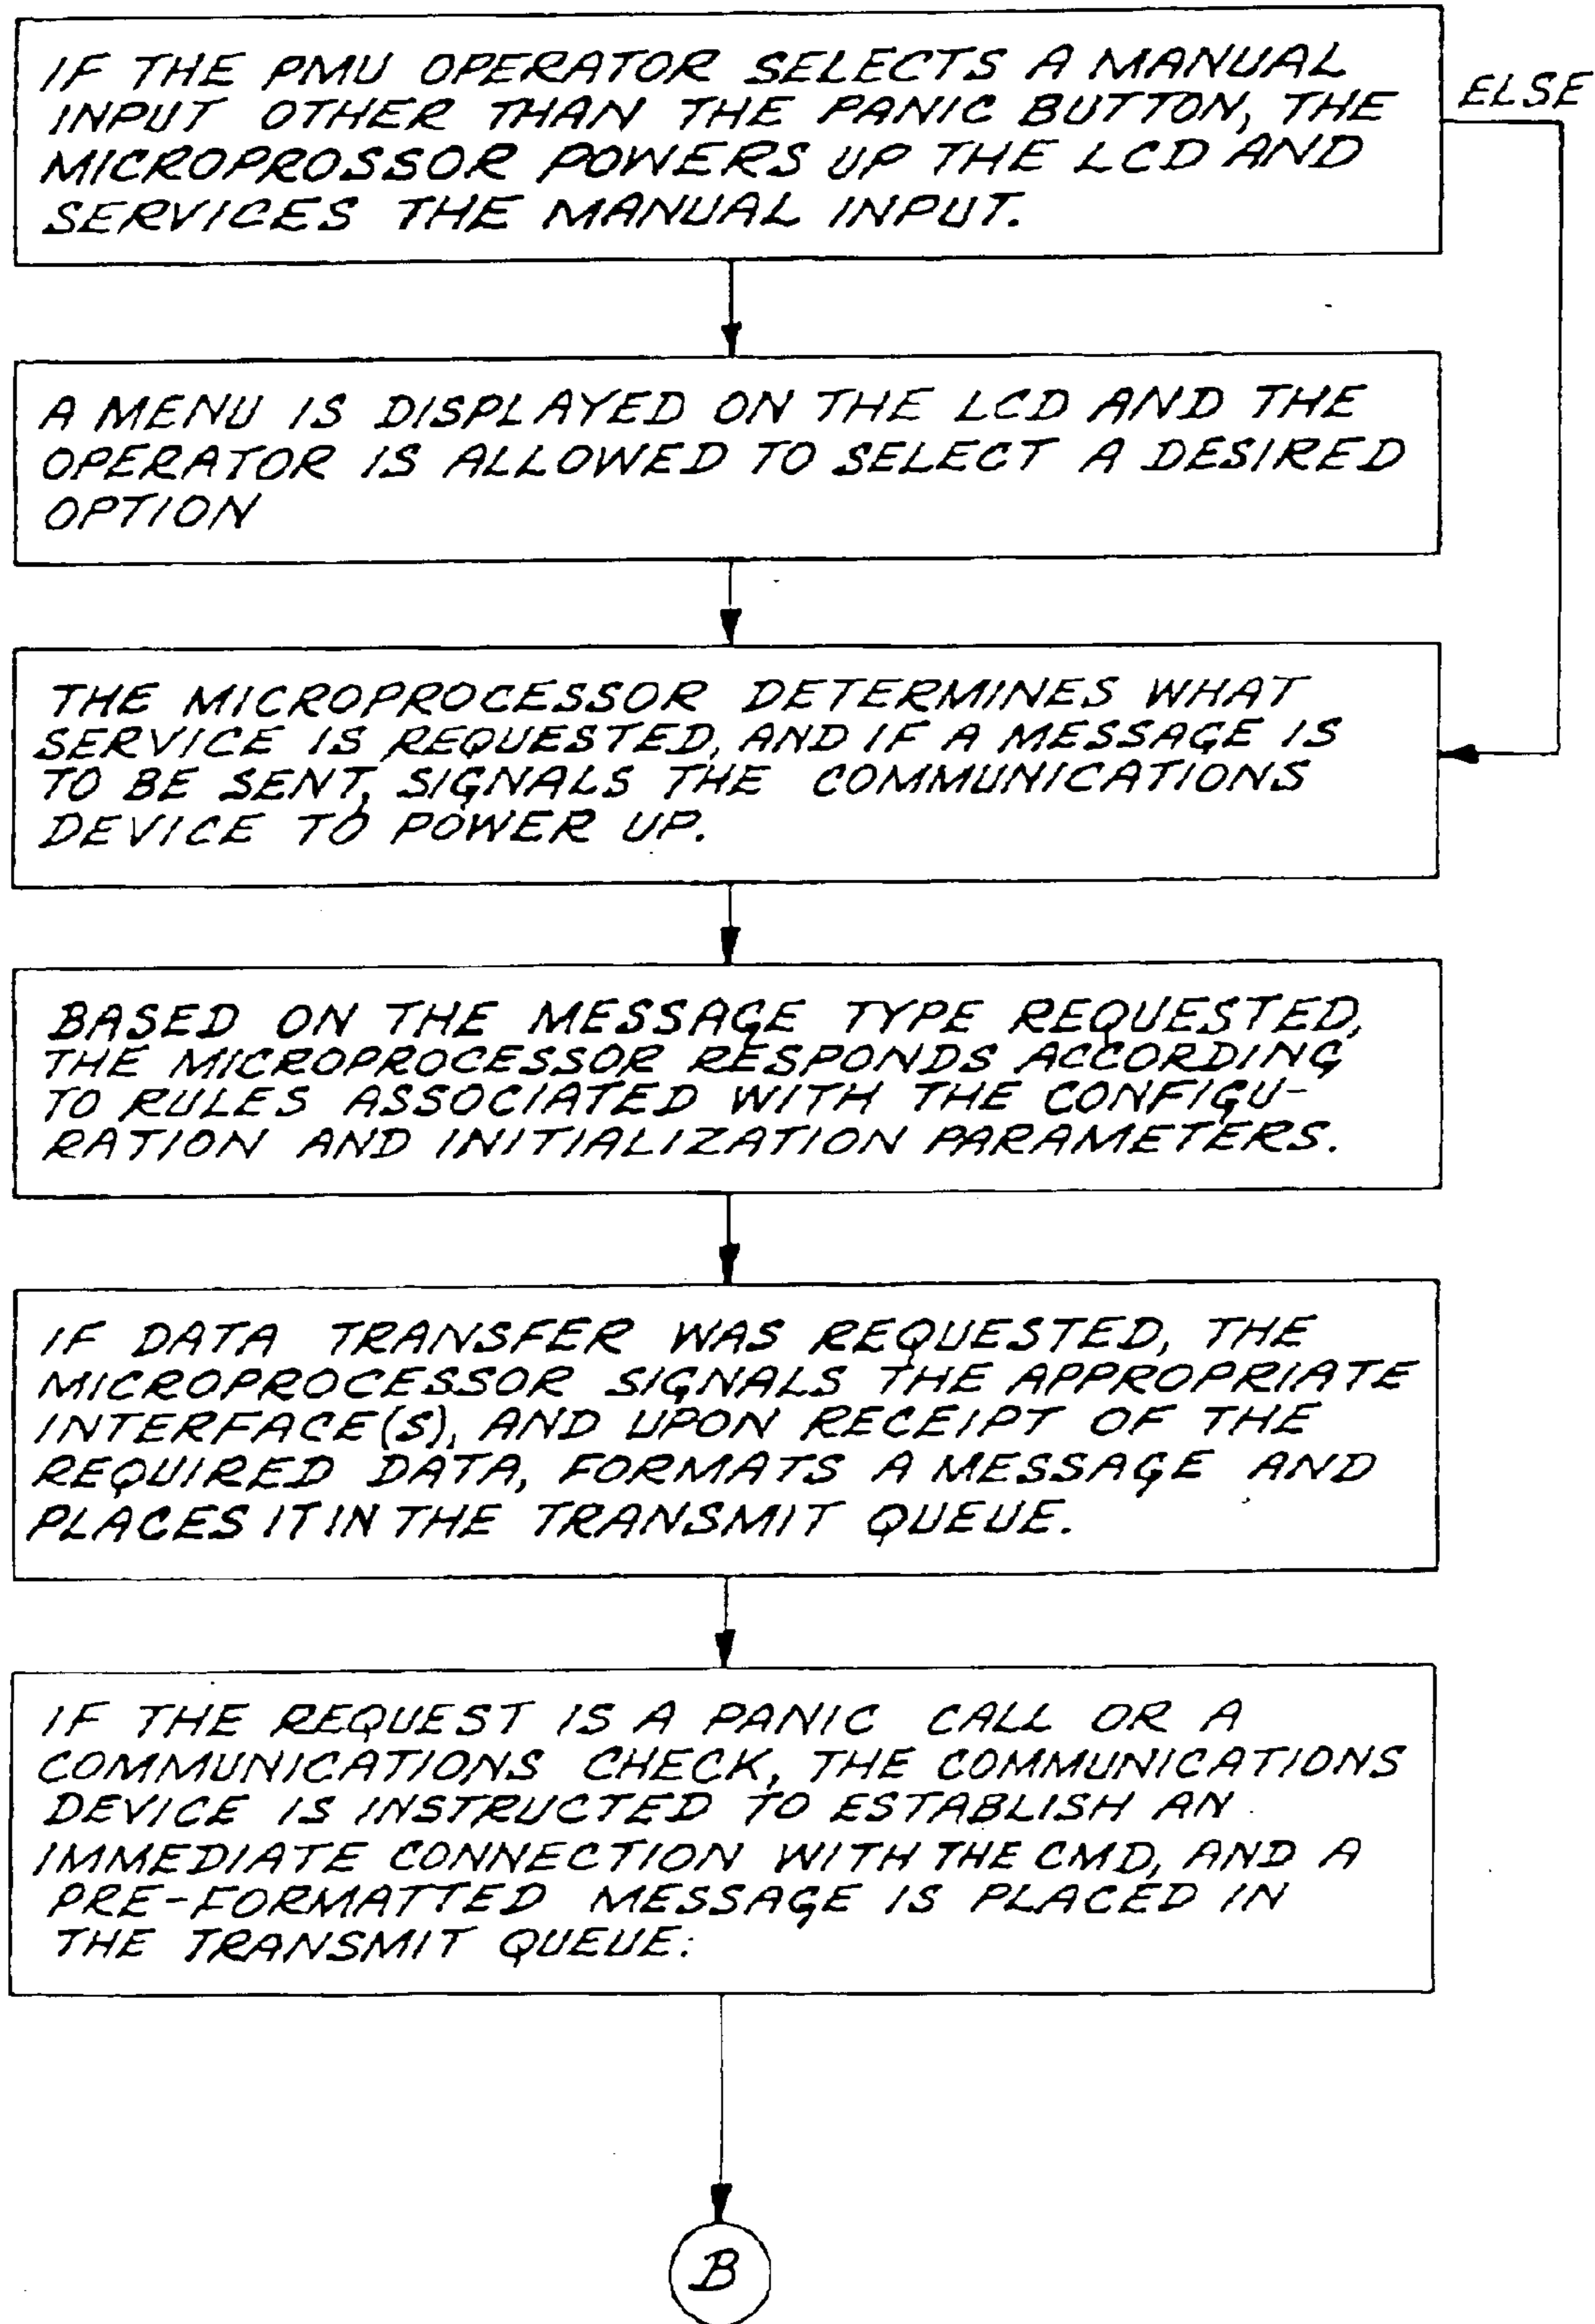 IF THE PMU OPERATOR SELECTS A MANUAL
INPUT OTHER THAN THE PANIC BUTTON, THE
MICROPROSSOR POWERS UP THE LCD AND
SERVICES THE MANUAL INPUT.
ELSE
A MENU IS DISPLAYED ON THE LCD AND THE
OPERATOR IS ALLOWED TO SELECT A DESIRED
OPTION
THE MICROPROCESSOR DETERMINES WHAT
SERVICE IS REQUESTED, AND IF A MESSAGE IS
TO BE SENT, SIGNALS THE COMMUNICATIONS
DEVICE TO POWER UP.
BASED ON THE MESSAGE TYPE REQUESTED,
THE MICROPROCESSOR RESPONDS ACCORDING
TO RULES ASSOCIATED WITH THE CONFIGU-
RATION AND INITIALIZATION PARAMETERS.
IF DATA TRANSFER WAS REQUESTED, THE
MICROPROCESSOR SIGNALS THE APPROPRIATE
INTERFACE(S), AND UPON RECEIPT OF THE
REQUIRED DATA, FORMATS A MESSAGE AND
PLACES IT IN THE TRANSMIT QUEUE.
IF THE REQUEST IS A PANIC CALL OR A
COMMUNICATIONS CHECK, THE COMMUNICATIONS
DEVICE IS INSTRUCTED TO ESTABLISH AN
IMMEDIATE CONNECTION WITH THE CMD, AND A
PRE-FORMATTED MESSAGE IS PLACED IN
THE TRANSMIT QUEUE.
B